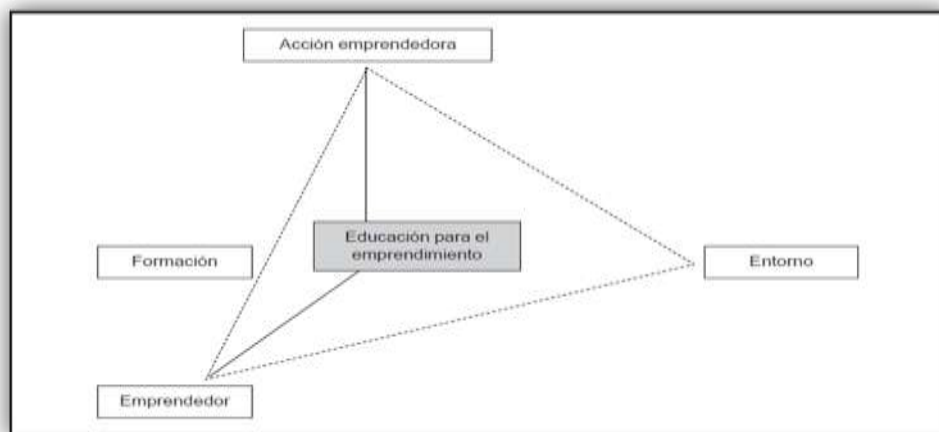 Acción emprendedora
Educación para el
emprendimiento
Formación
Entorno
Emprendedor